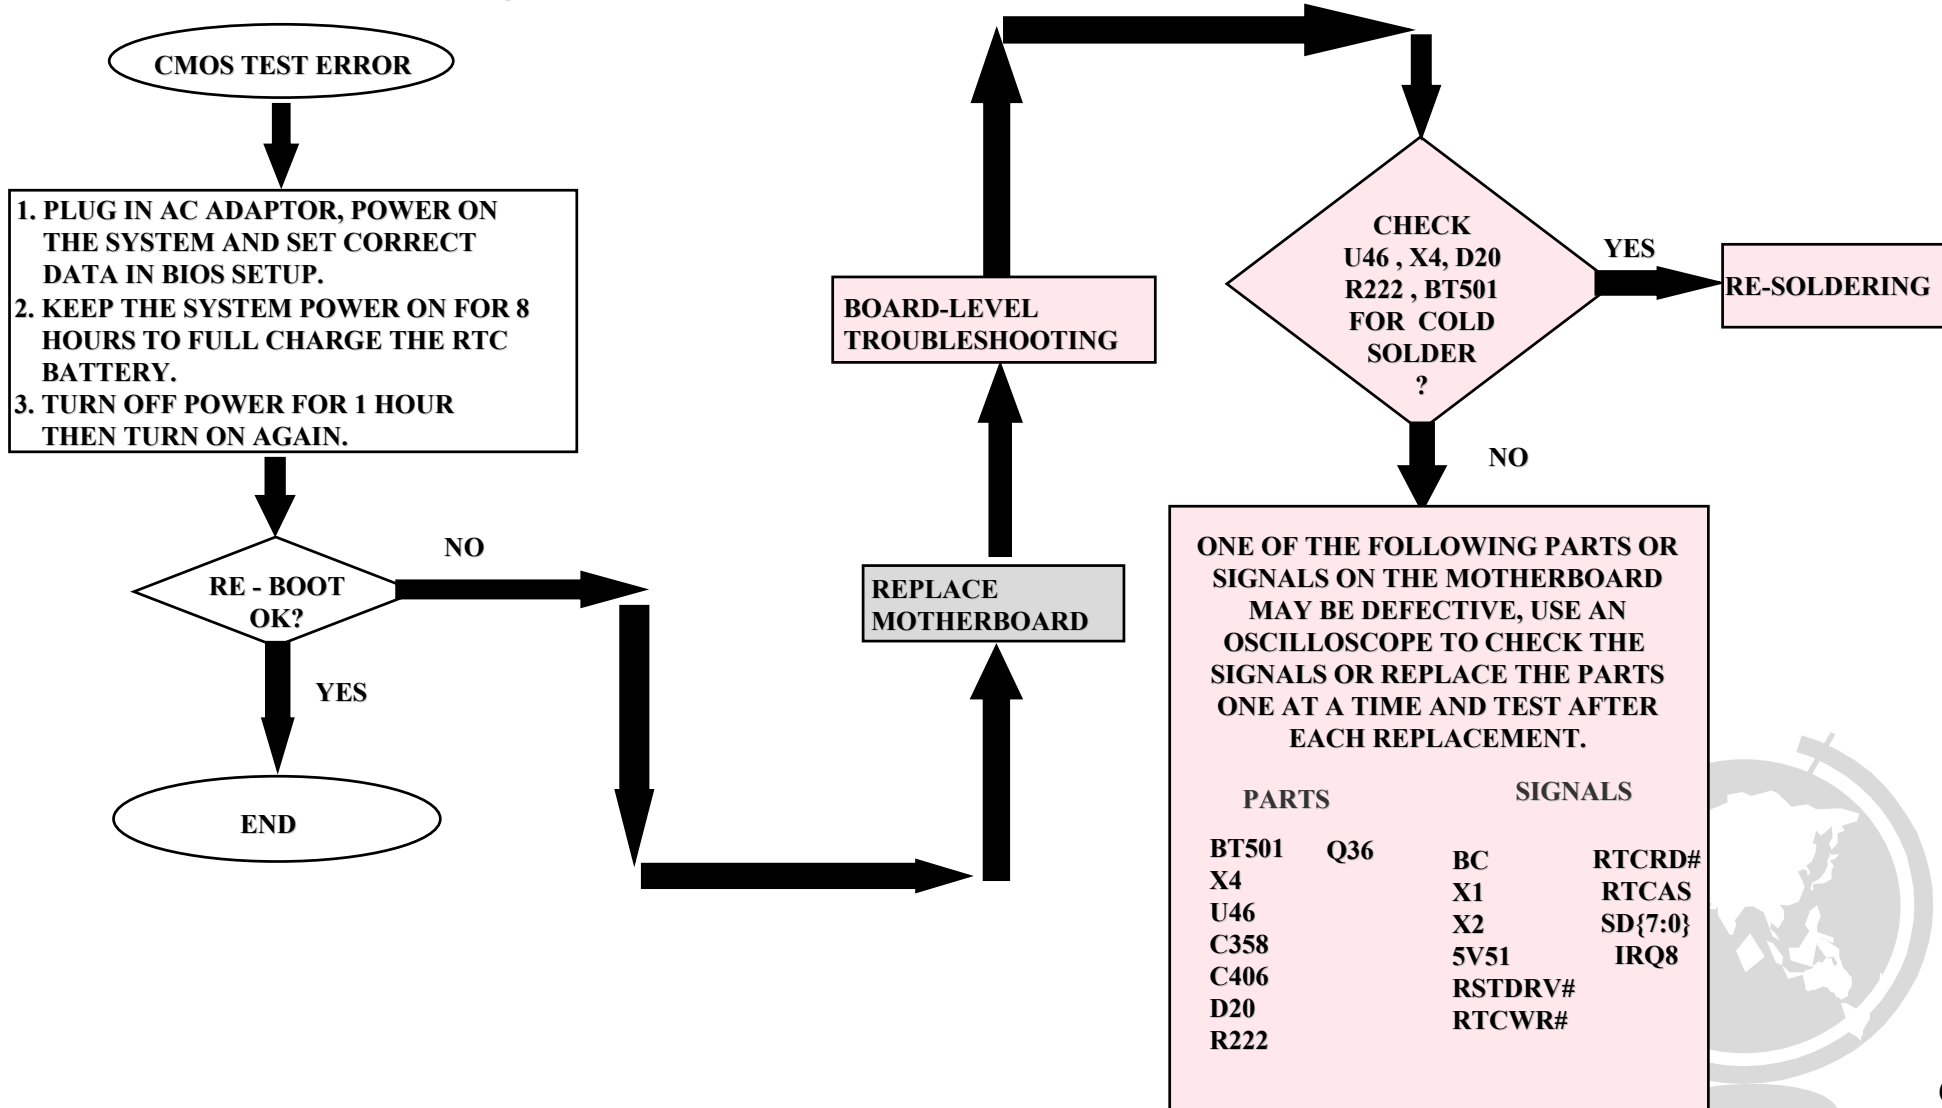 CMOS TEST ERROR
1. PLUG IN AC ADAPTOR, POWER ON
THE SYSTEM AND SET CORRECT
DATA IN BIOS SETUP.
2. KEEP THE SYSTEM POWER ON FOR 8
HOURS TO FULL CHARGE THE RTC
BATTERY.
3. TURN OFF POWER FOR 1 HOUR
THEN TURN ON AGAIN.
RE - BOOT
OK?
NO
YES
END
REPLACE
MOTHERBOARD
BOARD-LEVEL
TROUBLESHOOTING
CHECK
U46 , X4, D20
R222 , BT501
FOR COLD
SOLDER
?
YES
RE-SOLDERING
NO
ONE OF THE FOLLOWING PARTS OR
SIGNALS ON THE MOTHERBOARD
MAY BE DEFECTIVE, USE AN
OSCILLOSCOPE TO CHECK THE
SIGNALS OR REPLACE THE PARTS
ONE AT A TIME AND TEST AFTER
EACH REPLACEMENT.
PARTS
BT501
X4
U46
C358
C406
D20
R222
Q36
SIGNALS
BC
X1
X2
5V51
RSTDRV#
RTCWR#
RTCRD#
RTCAS
SD{7:0}
IRQ8